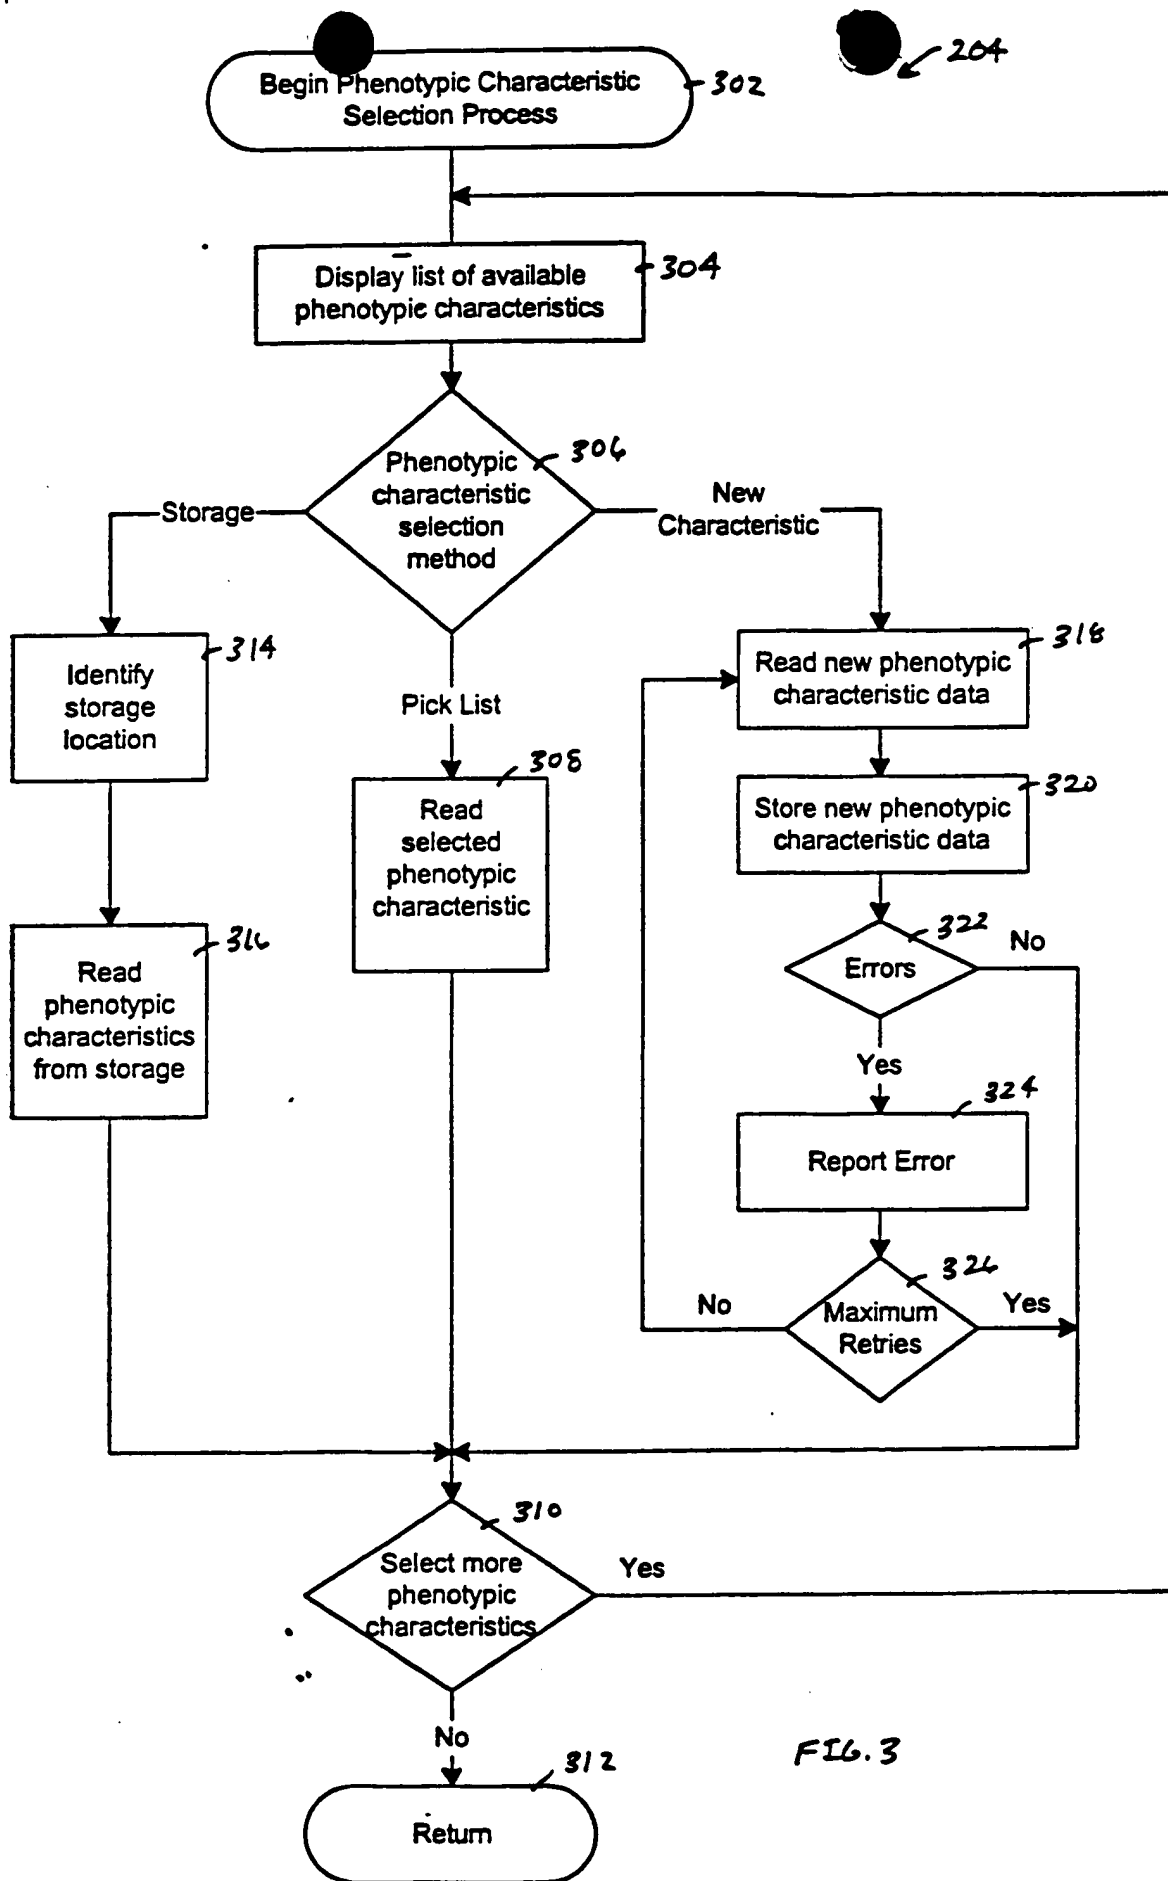 204
Begin Phenotypic Characteristic
Selection Process
302
Display list of available
phenotypic characteristics
304
Phenotypic
characteristic
selection
method
306
Storage
New
Characteristic
Pick List
Identify
storage
location
314
Read new phenotypic
characteristic data
318
Read
selected
phenotypic
characteristic
308
Store new phenotypic
characteristic data
320
Read
phenotypic
characteristics
from storage
316
Errors
322
No
Yes
Report Error
324
Maximum
Retries
326
No
Yes
Select more
phenotypic
characteristics
310
Yes
No
Return
312
FIG. 3